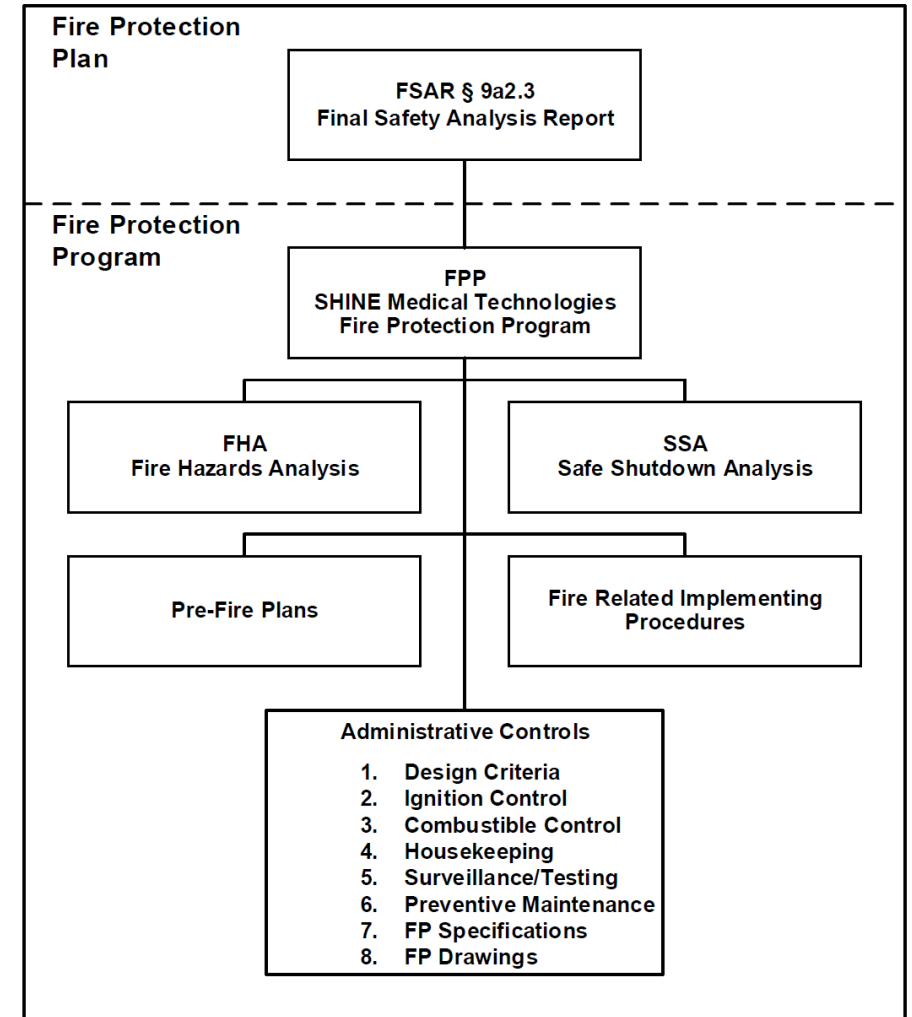 Fire Protection
Plan
FSAR § 9a2.3
Final Safety Analysis Report
Fire Protection
Program
FPP
SHINE Medical Technologies
Fire Protection Program
FHA
Fire Hazards Analysis
SSA
Safe Shutdown Analysis
Pre-Fire Plans
Fire Related Implementing
Procedures
Administrative Controls
1. Design Criteria
2. Ignition Control
3. Combustible Control
4. Housekeeping
5. Surveillance/Testing
6. Preventive Maintenance
7. FP Specifications
8. FP Drawings